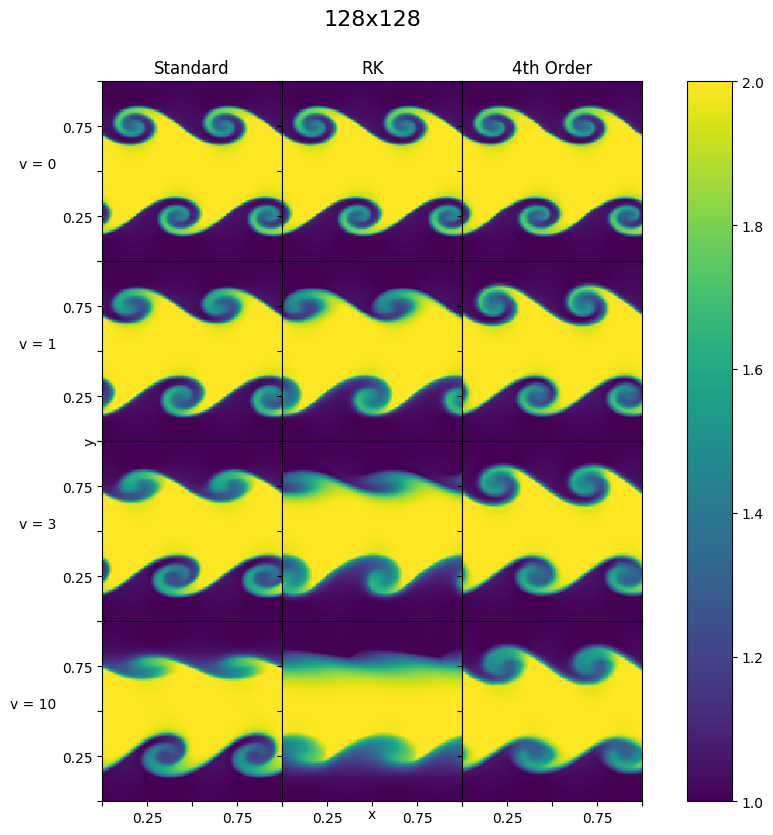 128x128
Standard RK 4th Order
2.0
0.75
v = 0
0.25
1.8
0.75
v = 1
0.25
1.6
y
0.75
1.4
v = 3
0.25
1.2
0.75
v = 10
0.25
1.0
0.25 0.75 0.25 0.75 0.25 0.75
x